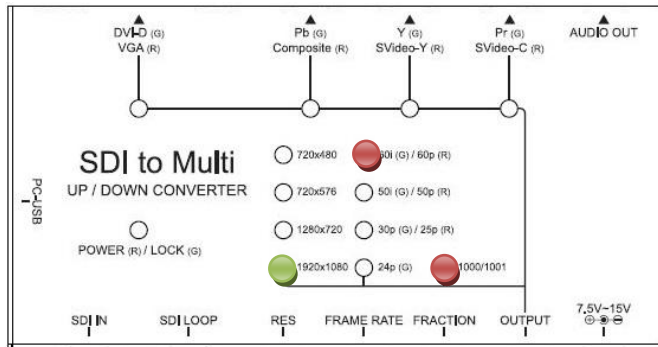 DVI-D (G)
VGA (R)
Pb (G)
Composite (R)
Y (G)
SVideo-Y (R)
Pr (G)
SVideo-C (R)
AUDIO OUT
SDI to Multi
UP / DOWN CONVERTER
POWER (R) / LOCK (G)
PC-USB
720x480
60i (G) / 60p (R)
720x576
50i (G) / 50p (R)
1280x720
30p (G) / 25p (R)
1920x1080
24p (G)
1000/1001
SDI IN
SDI LOOP
RES
FRAME RATE
FRACTION
OUTPUT
7.5V~15V